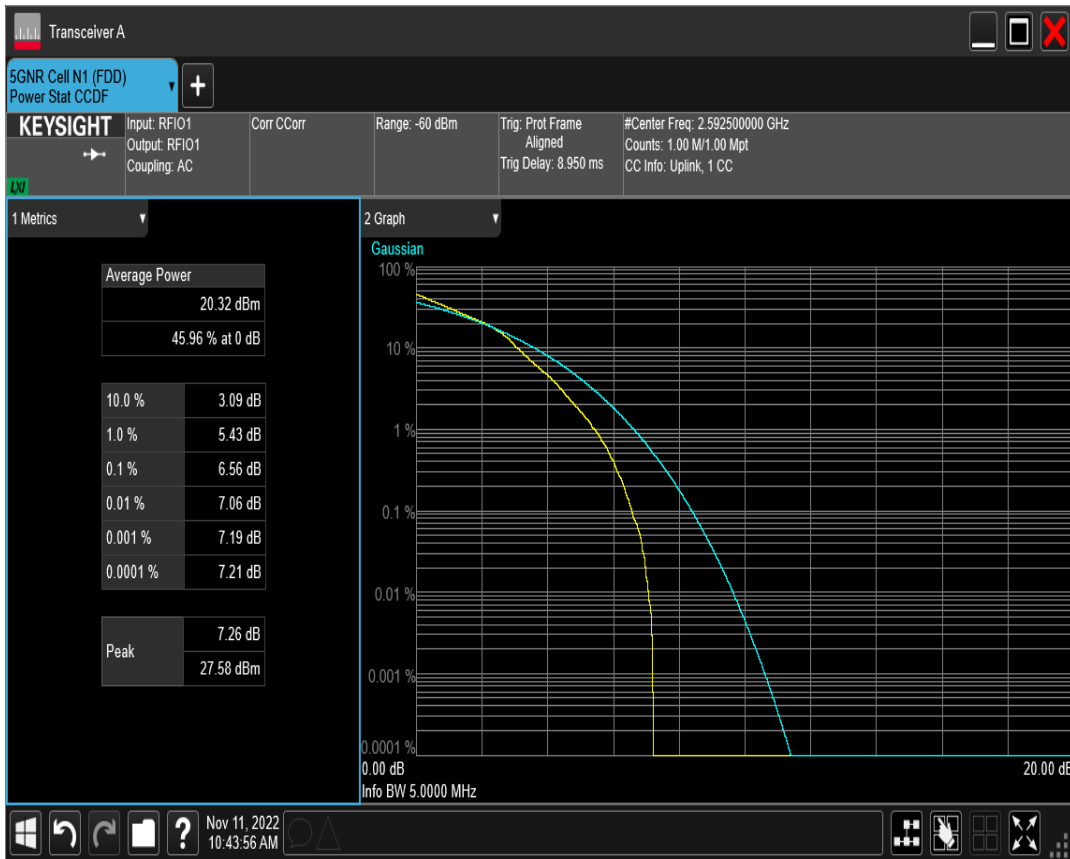 Transceiver A
5GNR Cell N1 (FDD)
Power Stat CCDF
+
KEYSIGHT
LXI
Input: RFIO1
Output: RFIO1
Coupling: AC
Corr CCorr
Range: -60 dBm
Trig: Prot Frame
Aligned
Trig Delay: 8.950 ms
#Center Freq: 2.592500000 GHz
Counts: 1.00 M/1.00 Mpt
CC Info: Uplink, 1 CC
1 Metrics
Average Power
20.32 dBm
45.96 % at 0 dB
10.0 % 3.09 dB
1.0 % 5.43 dB
0.1 % 6.56 dB
0.01 % 7.06 dB
0.001 % 7.19 dB
0.0001 % 7.21 dB
Peak
7.26 dB
27.58 dBm
2 Graph
Gaussian
100 %
10 %
1 %
0.1 %
0.01 %
0.001 %
0.0001 %
0.00 dB 20.00 dB
Info BW 5.0000 MHz
?
Nov 11, 2022
10:43:56 AM